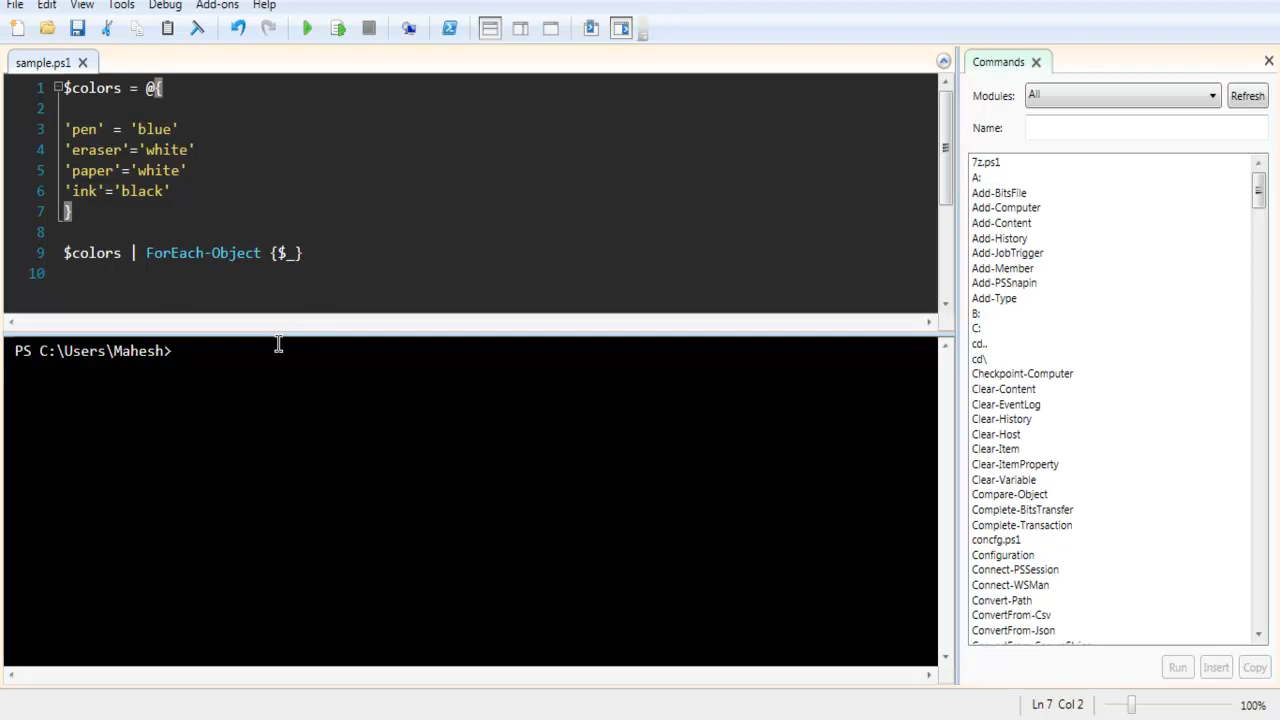 File Edit View Tools Debug Add-ons Help
sample.ps1
1 $colors = @{
2
3 'pen' = 'blue'
4 'eraser'='white'
5 'paper'='white'
6 'ink'='black'
7 }
8
9 $colors | ForEach-Object {$_}
10
PS C:\Users\Mahesh>
Commands
Modules: All Refresh
Name:
7z.ps1
A:
Add-BitsFile
Add-Computer
Add-Content
Add-History
Add-JobTrigger
Add-Member
Add-PSSnapin
Add-Type
B:
C:
cd..
cd\
Checkpoint-Computer
Clear-Content
Clear-EventLog
Clear-History
Clear-Host
Clear-Item
Clear-ItemProperty
Clear-Variable
Compare-Object
Complete-BitsTransfer
Complete-Transaction
concfg.ps1
Configuration
Connect-PSSession
Connect-WSMan
Convert-Path
ConvertFrom-Csv
ConvertFrom-Json
Run Insert Copy
Ln 7 Col 2 100%